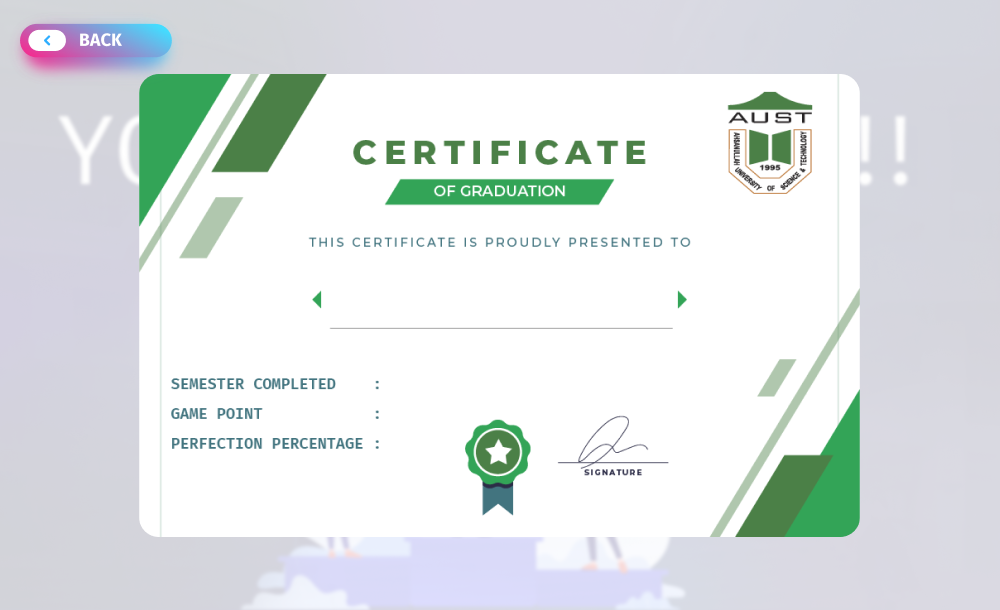 BACK
YO !!
AUST
AHSANULLAH UNIVERSITY OF SCIENCE & TECHNOLOGY
1995
CERTIFICATE
OF GRADUATION
THIS CERTIFICATE IS PROUDLY PRESENTED TO
SEMESTER COMPLETED :
GAME POINT :
PERFECTION PERCENTAGE :
SIGNATURE